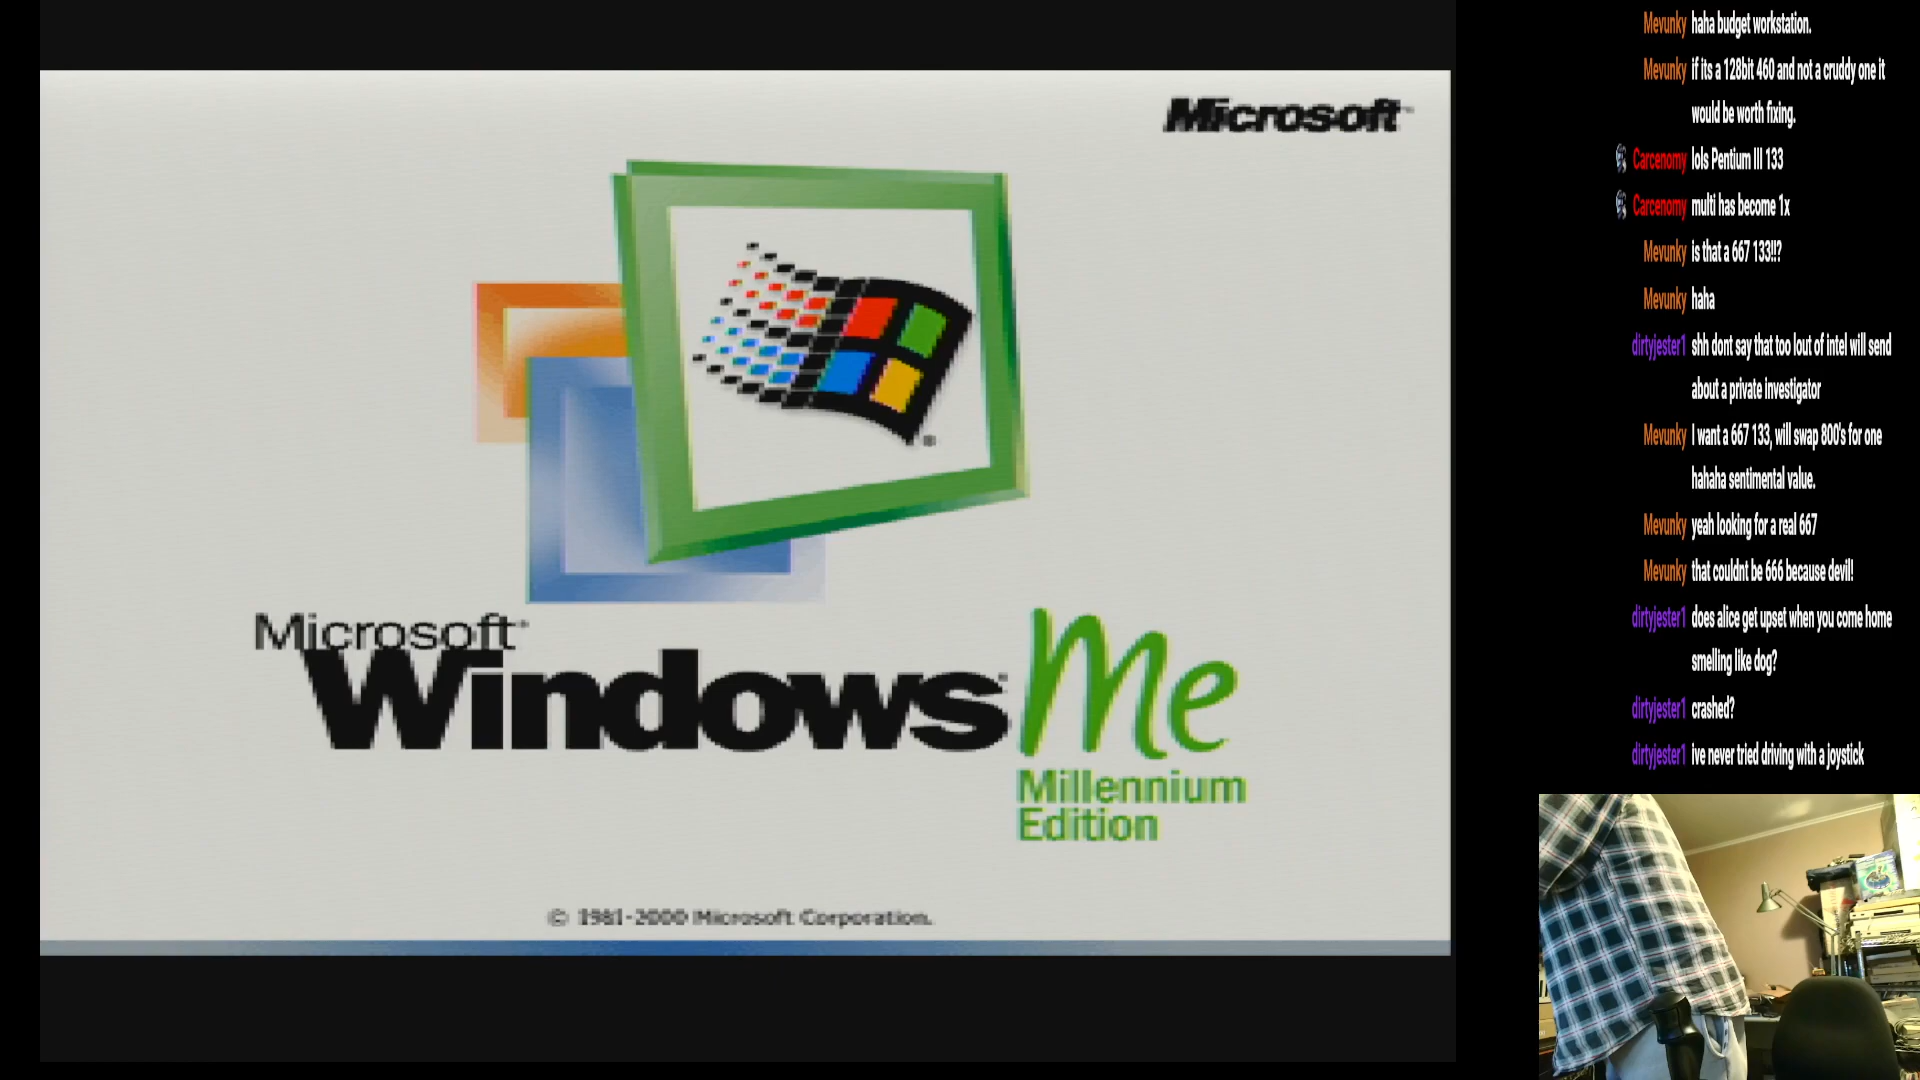 Microsoft
Microsoft
Windows Me
Millennium
Edition
© 1981-2000 Microsoft Corporation.
Mevunky haha budget workstation.
Mevunky if its a 128bit 460 and not a cruddy one it
would be worth fixing.
Carcenomy lols Pentium III 133
Carcenomy multi has become 1x
Mevunky is that a 667 133!!?
Mevunky haha
dirtyjester1 shh dont say that too lout of intel will send
about a private investigator
Mevunky I want a 667 133, will swap 800's for one
hahaha sentimental value.
Mevunky yeah looking for a real 667
Mevunky that couldnt be 666 because devil!
dirtyjester1 does alice get upset when you come home
smelling like dog?
dirtyjester1 crashed?
dirtyjester1 ive never tried driving with a joystick